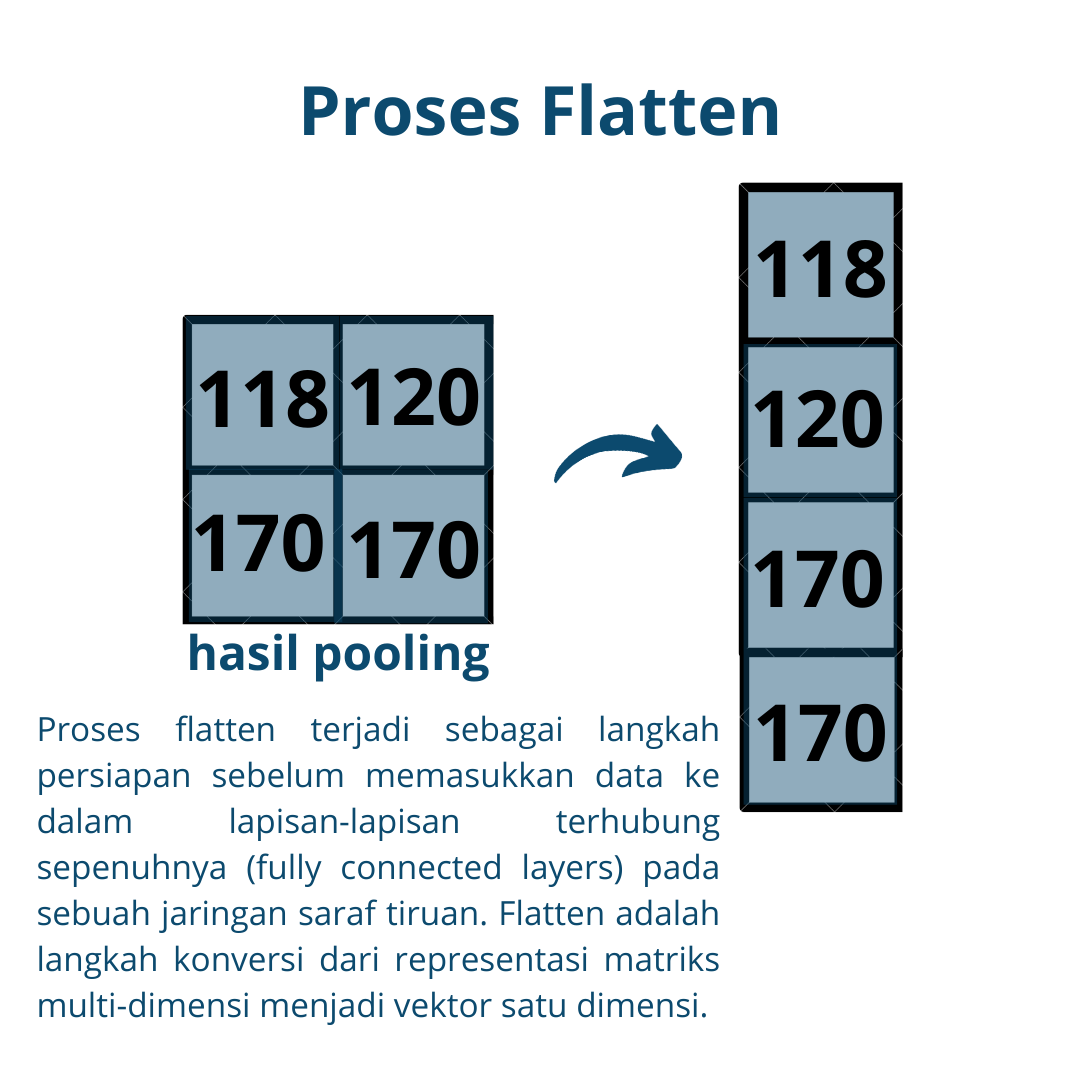 Proses Flatten
118 120
170 170
hasil pooling
118
120
170
170
Proses flatten terjadi sebagai langkah
persiapan sebelum memasukkan data ke
dalam lapisan-lapisan terhubung
sepenuhnya (fully connected layers) pada
sebuah jaringan saraf tiruan. Flatten adalah
langkah konversi dari representasi matriks
multi-dimensi menjadi vektor satu dimensi.